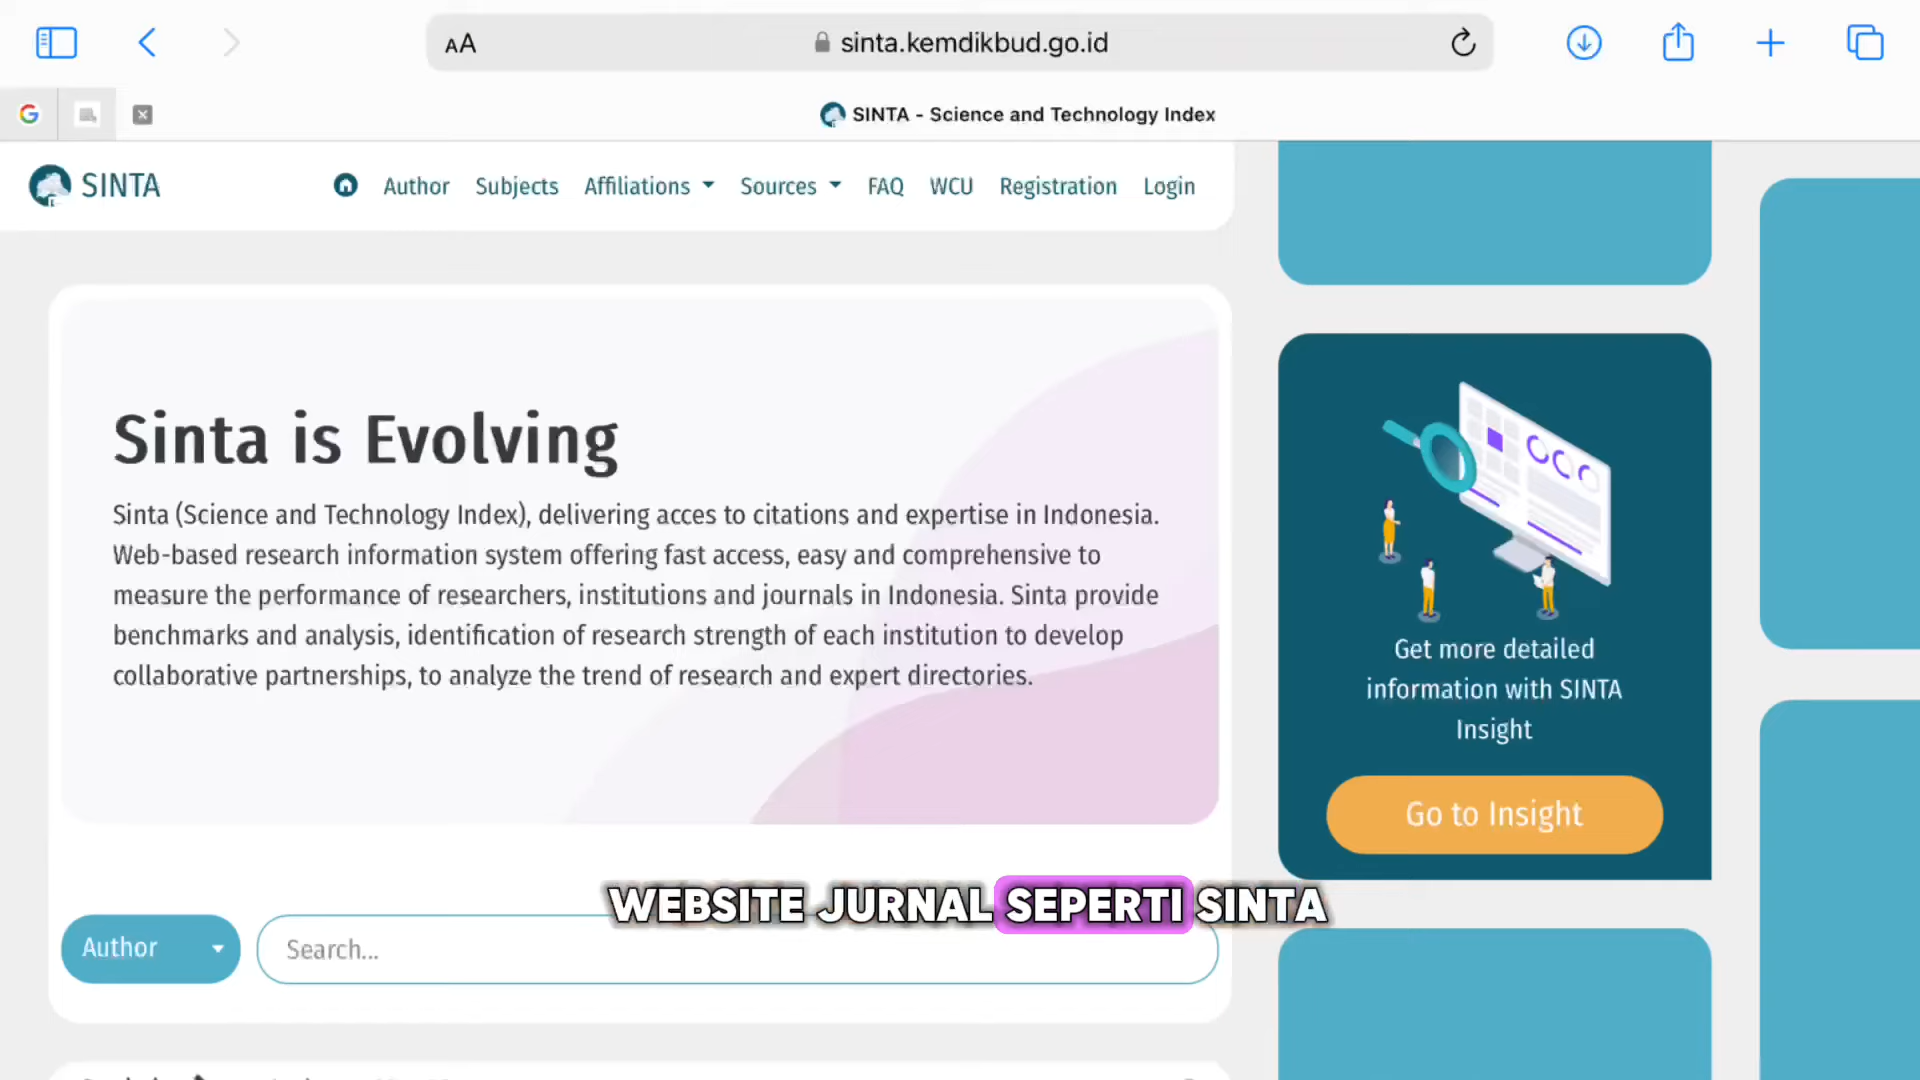 AA
sinta.kemdikbud.go.id
SINTA - Science and Technology Index
SINTA
Author Subjects Affiliations Sources FAQ WCU Registration Login
Sinta is Evolving
Sinta (Science and Technology Index), delivering acces to citations and expertise in Indonesia.
Web-based research information system offering fast access, easy and comprehensive to
measure the performance of researchers, institutions and journals in Indonesia. Sinta provide
benchmarks and analysis, identification of research strength of each institution to develop
collaborative partnerships, to analyze the trend of research and expert directories.
Get more detailed
information with SINTA
Insight
Go to Insight
WEBSITE JURNAL SEPERTI SINTA
Author
Search...